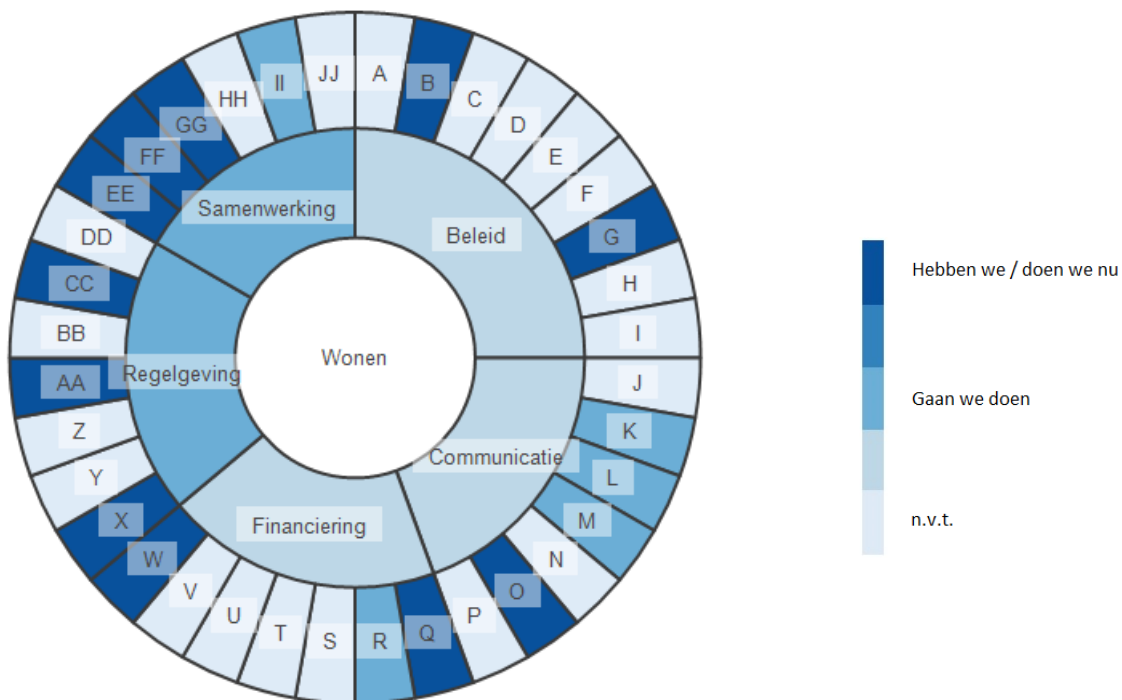 Wonen
Beleid
Communicatie
Financiering
Regelgeving
Samenwerking
A
B
C
D
E
F
G
H
I
J
K
L
M
N
O
P
Q
R
S
T
U
V
W
X
Y
Z
AA
BB
CC
DD
EE
FF
GG
HH
II
JJ
Hebben we / doen we nu
Gaan we doen
n.v.t.